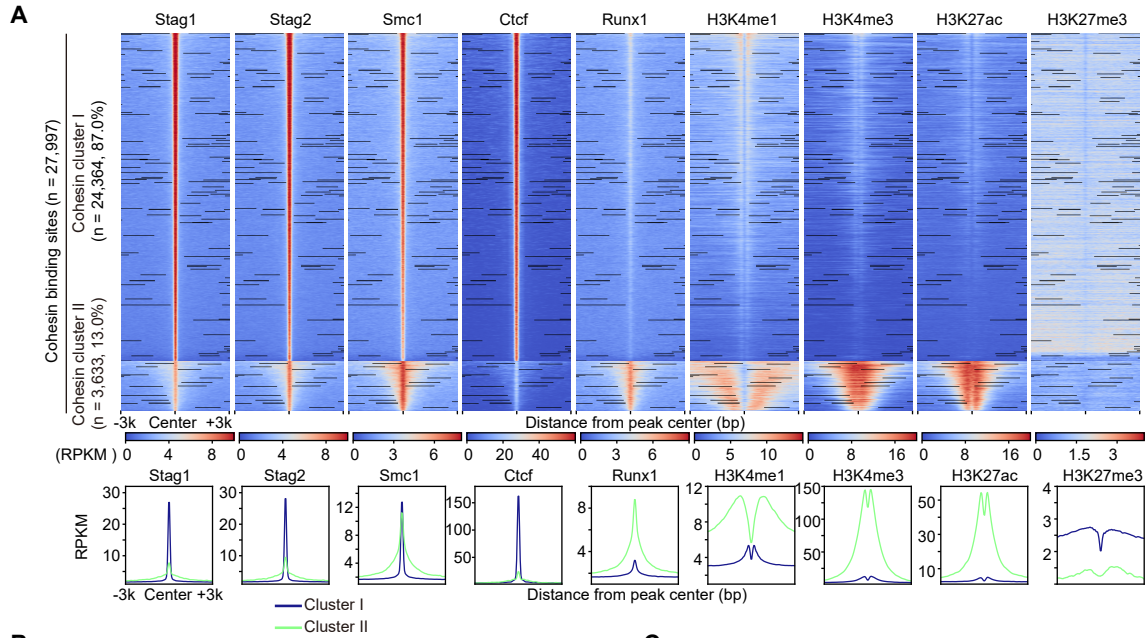 A
Stag1 Stag2 Smc1 Ctcf Runx1 H3K4me1 H3K4me3 H3K27ac H3K27me3
Cohesin binding sites (n = 27,997)
Cohesin cluster I
(n = 24,364, 87.0%)
Cohesin cluster II
(n = 3,633, 13.0%)
-3k Center +3k Distance from peak center (bp)
(RPKM ) 0 4 8 0 4 8 0 3 6 0 20 40 0 4 8 0 5 10 0 8 16 0 8 16 0 1.5 3
Stag1 Stag2 Smc1 Ctcf Runx1 H3K4me1 H3K4me3 H3K27ac H3K27me3
RPKM
30 20 10
30 20 10
12 8 4
150 100 50
8 4
12 9 6 3
150 100 50
50 30 10
4 3 2
-3k Center +3k Distance from peak center (bp)
Cluster I
Cluster II